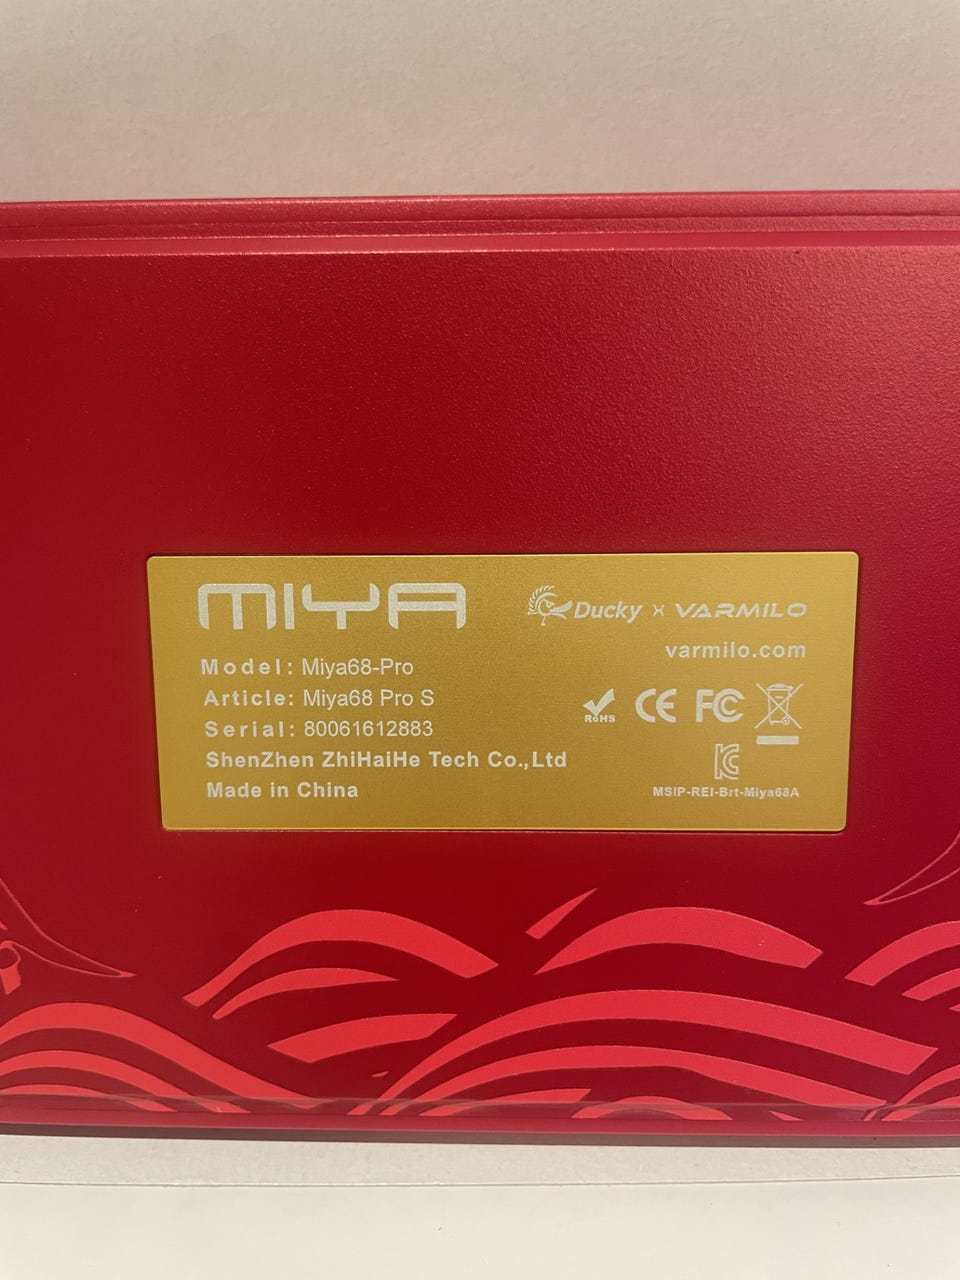 MIYA
Ducky × VARMILO
varmilo.com
Model: Miya68-Pro
Article: Miya68 Pro S
Serial: 80061612883
ShenZhen ZhiHaiHe Tech Co.,Ltd
Made in China
RoHS
CE FC
KC
MSIP-REI-Brt-Miya68A